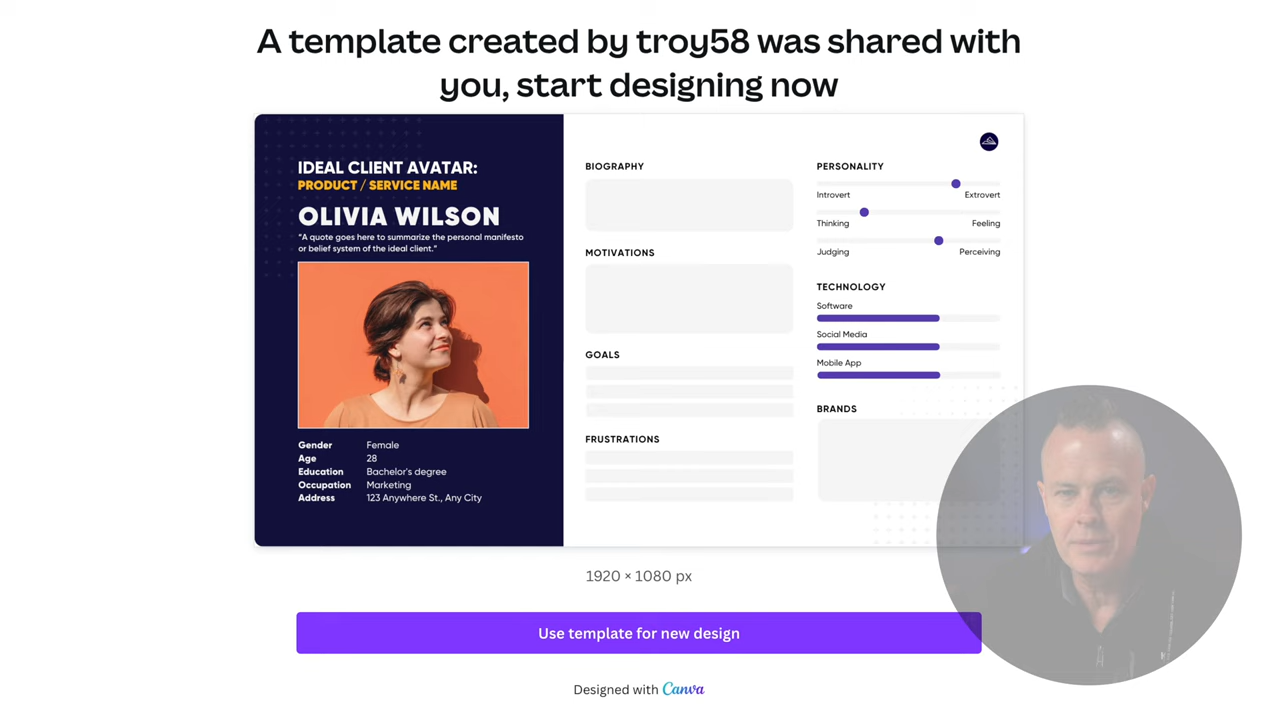 A template created by troy58 was shared with
you, start designing now
IDEAL CLIENT AVATAR:
PRODUCT / SERVICE NAME
OLIVIA WILSON
“A quote goes here to summarize the personal manifesto
or belief system of the ideal client.”
Gender Female
Age 28
Education Bachelor's degree
Occupation Marketing
Address 123 Anywhere St., Any City
BIOGRAPHY
MOTIVATIONS
GOALS
FRUSTRATIONS
PERSONALITY
Introvert Extrovert
Thinking Feeling
Judging Perceiving
TECHNOLOGY
Software
Social Media
Mobile App
BRANDS
1920 × 1080 px
Use template for new design
Designed with Canva